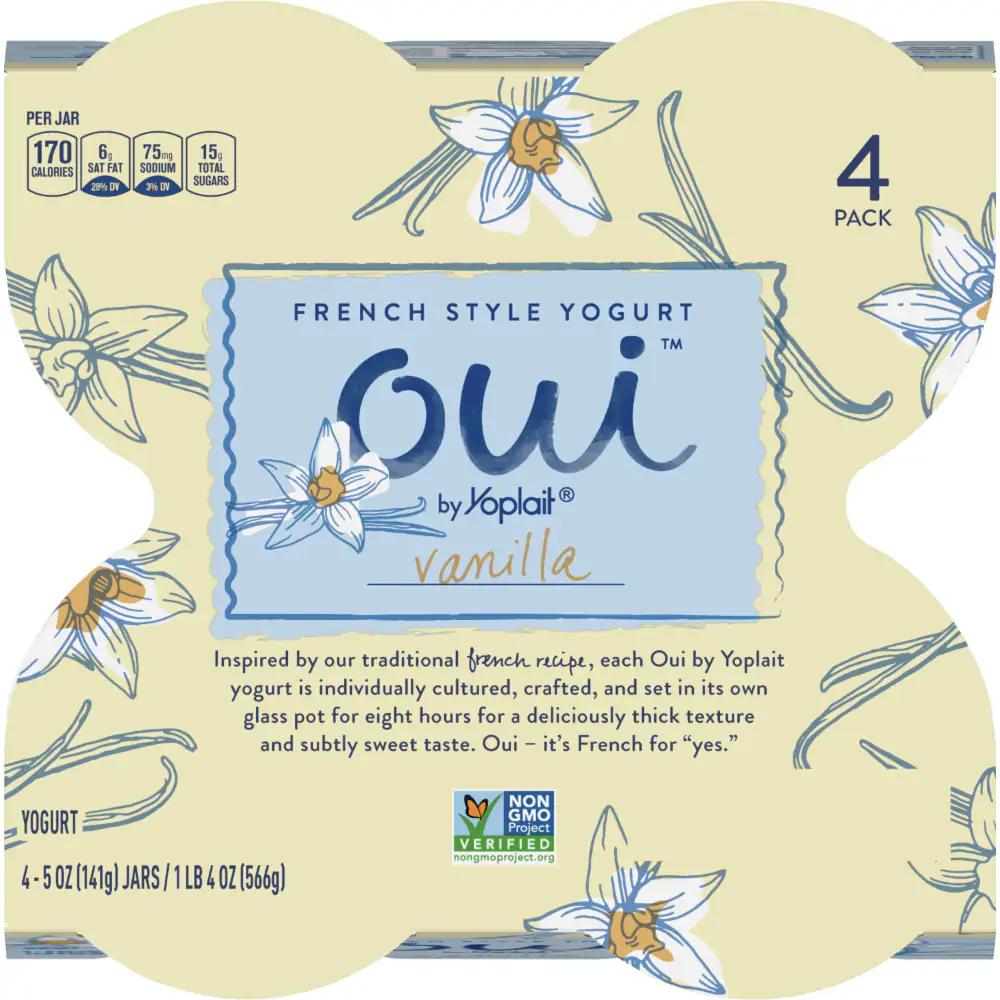 PER JAR
170
CALORIES
6g
SAT FAT
28% DV
75mg
SODIUM
3% DV
15g
TOTAL
SUGARS
4
PACK
FRENCH STYLE YOGURT
Oui™
by Yoplait®
vanilla
Inspired by our traditional french recipe, each Oui by Yoplait
yogurt is individually cultured, crafted, and set in its own
glass pot for eight hours for a deliciously thick texture
and subtly sweet taste. Oui – it's French for “yes.”
NON
GMO
Project
VERIFIED
nongmoproject.org
YOGURT
4 - 5 OZ (141g) JARS / 1 LB 4 OZ (566g)